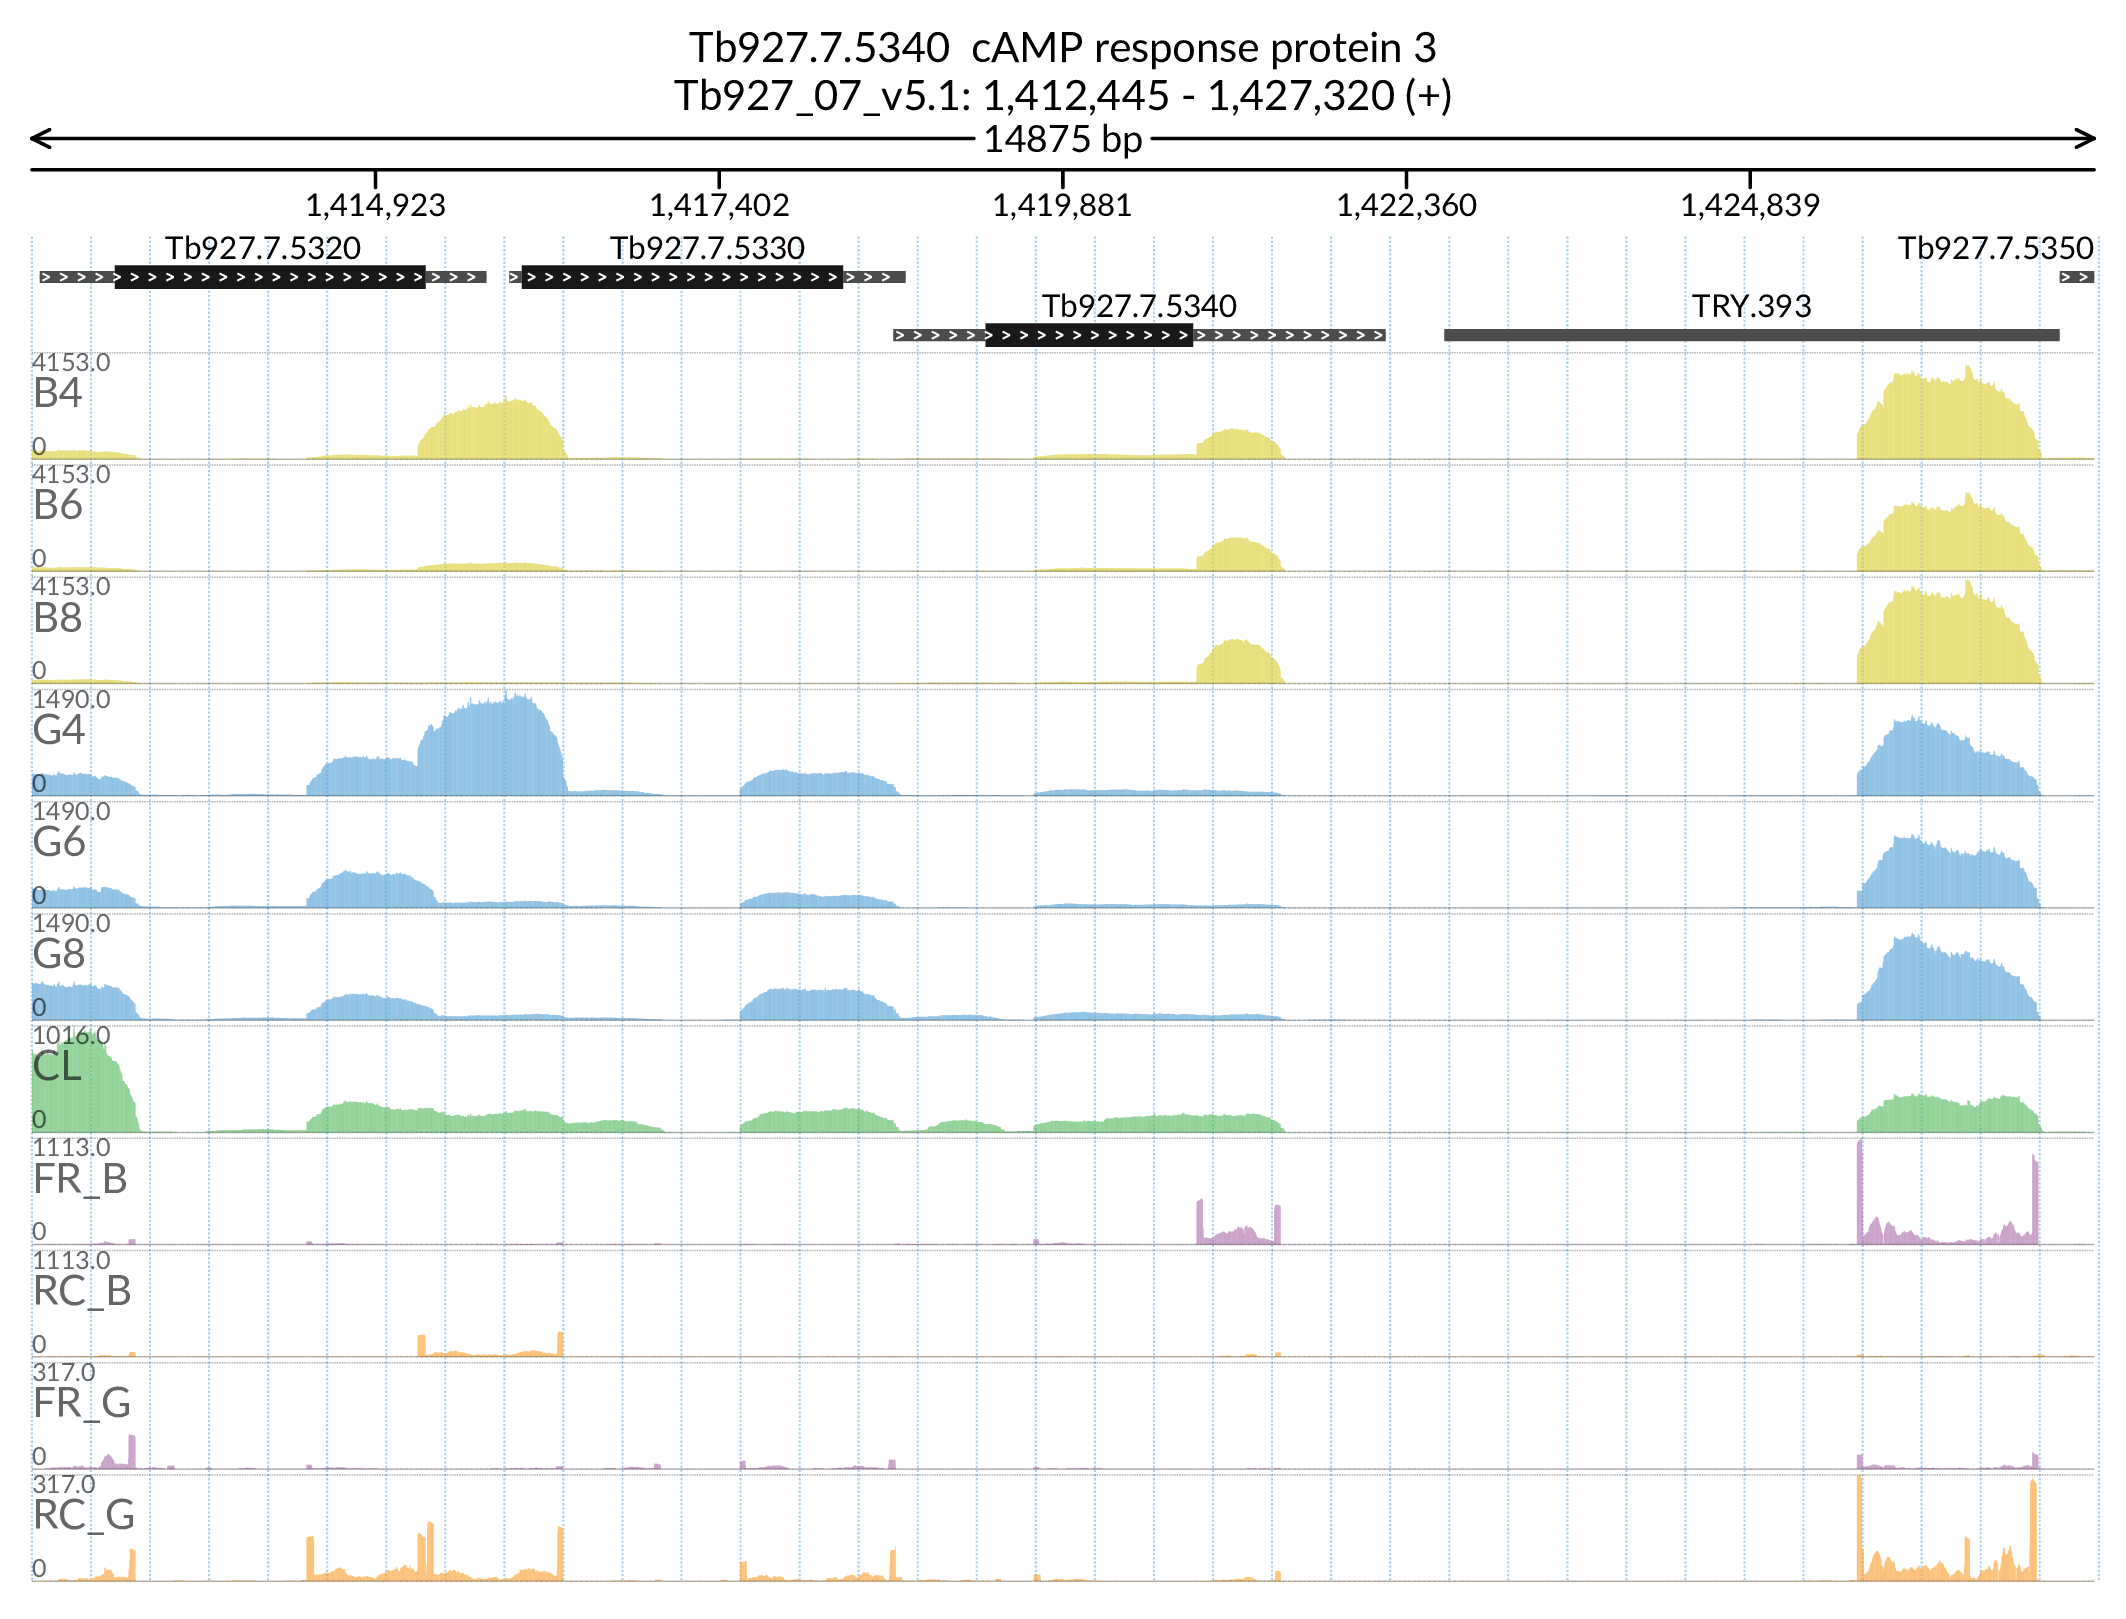 Tb927.7.5340  cAMP response protein 3
Tb927_07_v5.1: 1,412,445 - 1,427,320 (+)
14875 bp
1,414,923 1,417,402 1,419,881 1,422,360 1,424,839
Tb927.7.5320 Tb927.7.5330 Tb927.7.5350
Tb927.7.5340 TRY.393
4153.0
B4
0
4153.0
B6
0
4153.0
B8
0
1490.0
G4
0
1490.0
G6
0
1490.0
G8
0
1016.0
CL
0
1113.0
FR_B
0
1113.0
RC_B
0
317.0
FR_G
0
317.0
RC_G
0